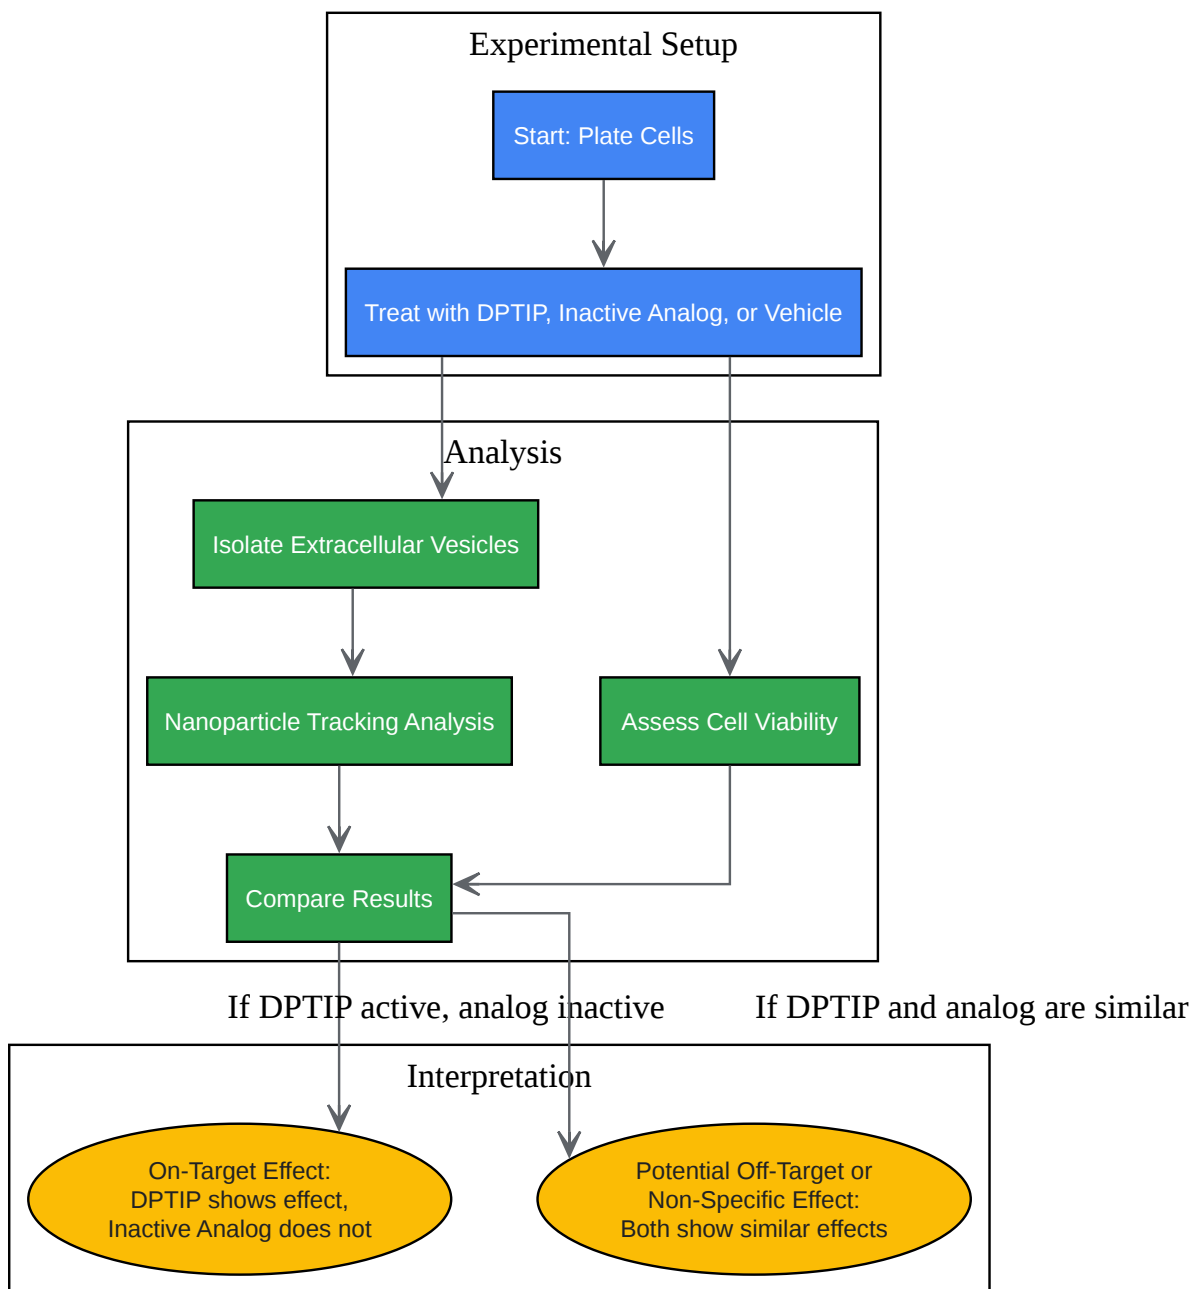 Experimental Setup
Start: Plate Cells
Treat with DPTIP, Inactive Analog, or Vehicle
Analysis
Isolate Extracellular Vesicles
Nanoparticle Tracking Analysis
Assess Cell Viability
Compare Results
If DPTIP active, analog inactive
If DPTIP and analog are similar
Interpretation
On-Target Effect:
DPTIP shows effect,
Inactive Analog does not
Potential Off-Target or
Non-Specific Effect:
Both show similar effects